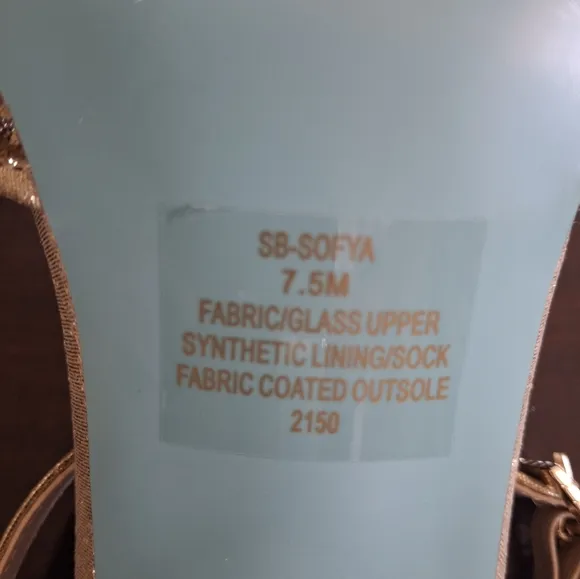 SB-SOFYA
7.5M
FABRIC/GLASS UPPER
SYNTHETIC LINING/SOCK
FABRIC COATED OUTSOLE
2150